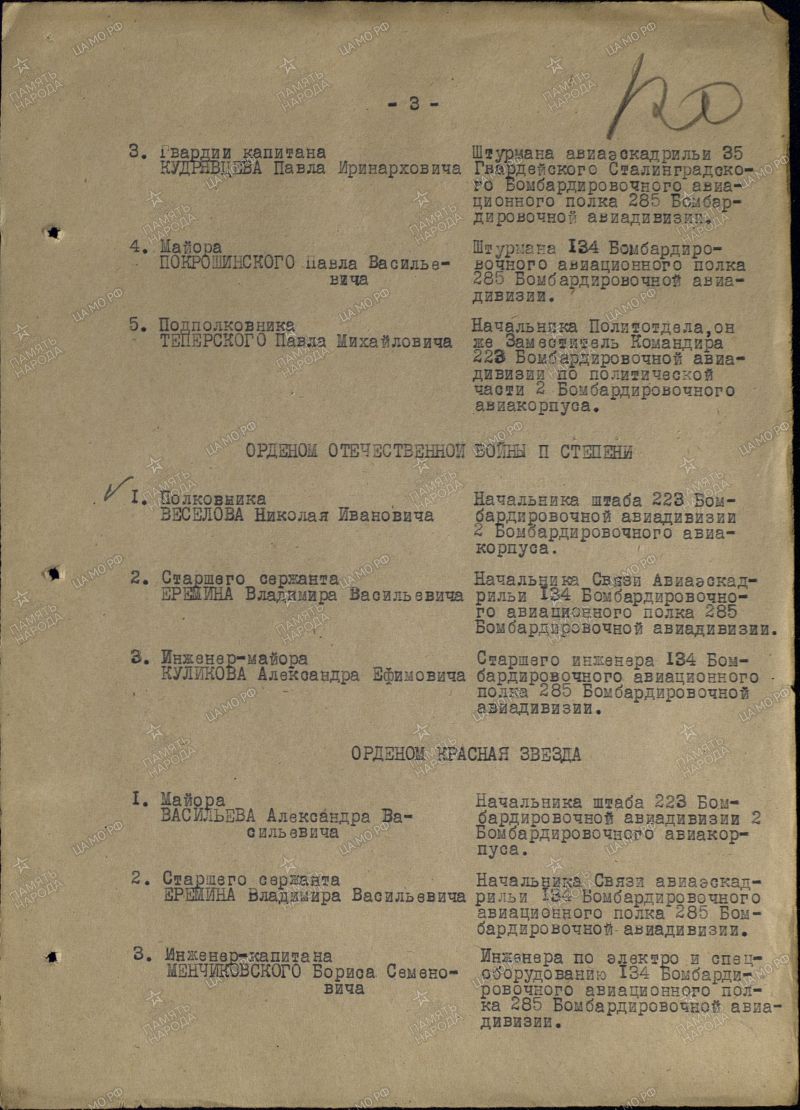 - 3 -
3. Гвардии капитана
КУДРЯВЦЕВА Павла Иринарховича
Штурмана авиаэскадрильи 35
Гвардейского Сталинградско-
го Бомбардировочного авиа-
ционного полка 285 Бомбар-
дировочной авиадивизии.
4. Майора
ПОКРОШИНСКОГО Павла Василье-
вича
Штурмана 134 Бомбардиро-
вочного авиационного полка
285 Бомбардировочной авиа-
дивизии.
5. Подполковника
ТЕПЕРСКОГО Павла Михайловича
Начальника Политотдела,он
же Заместитель Командира
223 Бомбардировочной авиа-
дивизии по политической
части 2 Бомбардировочного
авиакорпуса.
ОРДЕНОМ ОТЕЧЕСТВЕННОЙ ВОЙНЫ П СТЕПЕНИ
1. Полковника
ВЕСЕЛОВА Николая Ивановича
Начальника штаба 223 Бом-
бардировочной авиадивизии
2 Бомбардировочного авиа-
корпуса.
2. Старшего сержанта
ЕРЕМИНА Владимира Васильевича
Начальника Связи Авиаэскад-
рильи 134 Бомбардировочно-
го авиационного полка 285
Бомбардировочной авиадивизии.
3. Инженер-майора
КУЛИКОВА Александра Ефимовича
Старшего инженера 134 Бом-
бардировочного авиационного
полка 285 Бомбардировочной
авиадивизии.
ОРДЕНОМ КРАСНАЯ ЗВЕЗДА
1. Майора
ВАСИЛЬЕВА Александра Ва-
сильевича
Начальника штаба 223 Бом-
бардировочной авиадивизии 2
Бомбардировочного авиакор-
пуса.
2. Старшего сержанта
ЕРЕМИНА Владимира Васильевича
Начальника Связи авиаэскад-
рильи 134 Бомбардировочного
авиационного полка 285 Бом-
бардировочной авиадивизии.
3. Инженер-капитана
МЕНЧИКОВСКОГО Бориса Семено-
вича
Инженера по электро и спец-
оборудованию 134 Бомбарди-
ровочного авиационного пол-
ка 285 Бомбардировочной авиа-
дивизии.
ПАМЯТЬ НАРОДА
ЦАМО.РФ